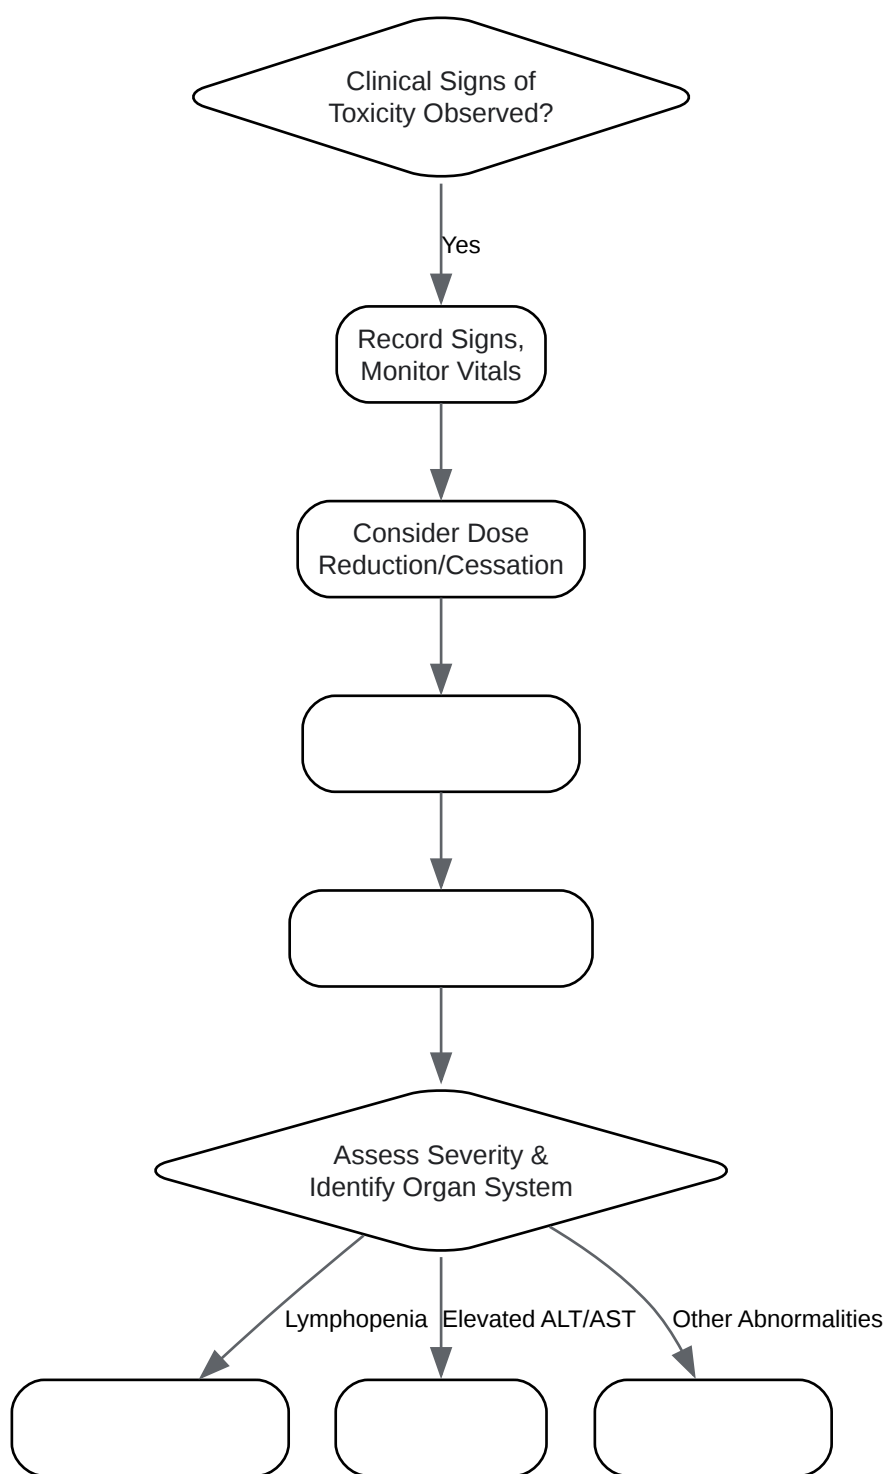 Clinical Signs of
Toxicity Observed?
Yes
Record Signs,
Monitor Vitals
Consider Dose
Reduction/Cessation
Assess Severity &
Identify Organ System
Lymphopenia
Elevated ALT/AST
Other Abnormalities